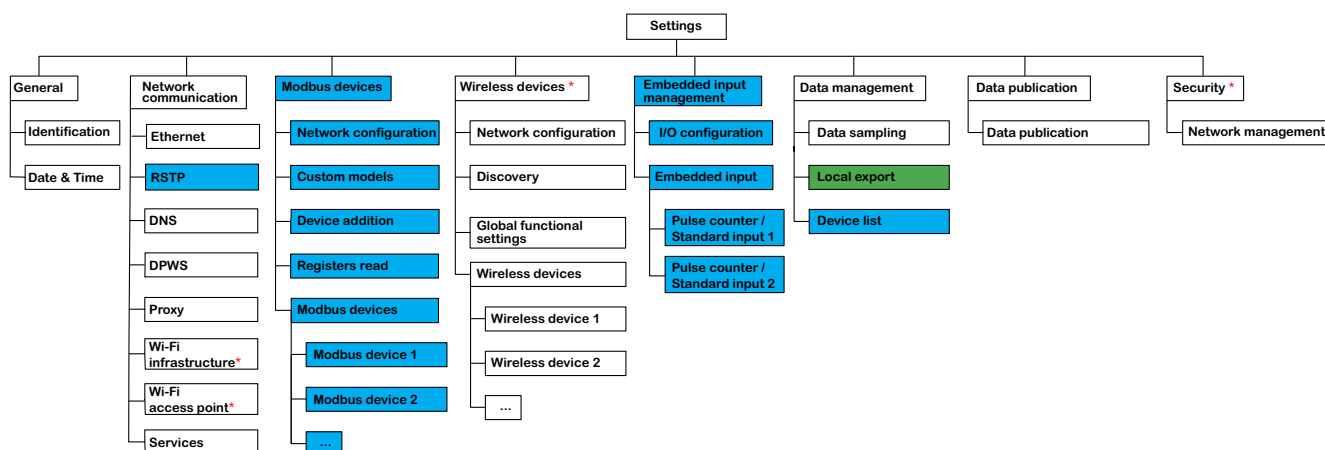 Settings
General
Identification
Date & Time
Network
communication
Ethernet
RSTP
DNS
DPWS
Proxy
Wi-Fi
infrastructure*
Wi-Fi
access point*
Services
Modbus devices
Network configuration
Custom models
Device addition
Registers read
Modbus devices
Modbus device 1
Modbus device 2
...
Wireless devices *
Network configuration
Discovery
Global functional
settings
Wireless devices
Wireless device 1
Wireless device 2
...
Embedded input
management
I/O configuration
Embedded input
Pulse counter /
Standard input 1
Pulse counter /
Standard input 2
Data management
Data sampling
Local export
Device list
Data publication
Data publication
Security *
Network management